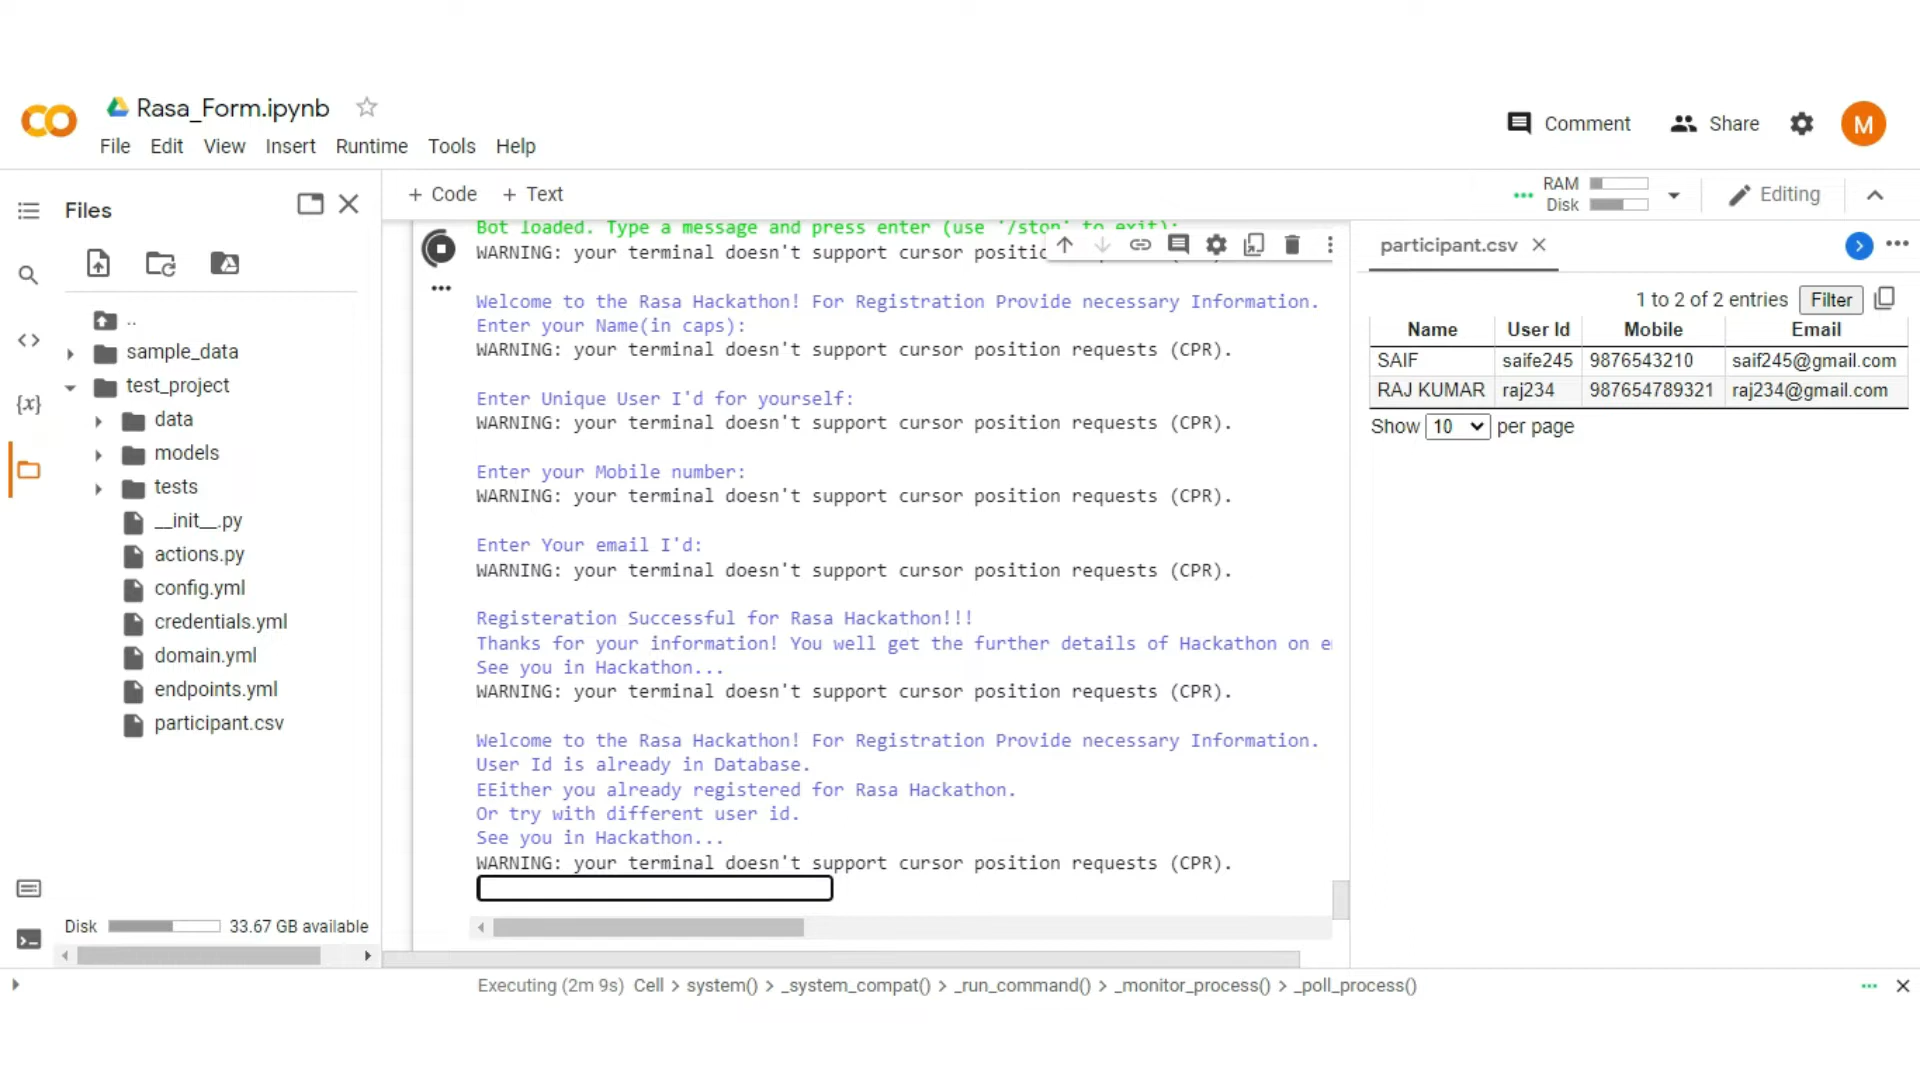 Rasa_Form.ipynb
File Edit View Insert Runtime Tools Help
Comment Share M
Files
+ Code + Text
RAM
Disk
Editing
..
sample_data
test_project
data
models
tests
__init__.py
actions.py
config.yml
credentials.yml
domain.yml
endpoints.yml
participant.csv
Disk 33.67 GB available
Bot loaded. Type a message and press enter (use '/stop' to exit):
WARNING: your terminal doesn't support cursor
Welcome to the Rasa Hackathon! For Registration Provide necessary Information.
Enter your Name(in caps):
WARNING: your terminal doesn't support cursor position requests (CPR).
Enter Unique User I'd for yourself:
WARNING: your terminal doesn't support cursor position requests (CPR).
Enter your Mobile number:
WARNING: your terminal doesn't support cursor position requests (CPR).
Enter Your email I'd:
WARNING: your terminal doesn't support cursor position requests (CPR).
Registeration Successful for Rasa Hackathon!!!
Thanks for your information! You well get the further details of Hackathon on
See you in Hackathon...
WARNING: your terminal doesn't support cursor position requests (CPR).
Welcome to the Rasa Hackathon! For Registration Provide necessary Information.
User Id is already in Database.
EEither you already registered for Rasa Hackathon.
Or try with different user id.
See you in Hackathon...
WARNING: your terminal doesn't support cursor position requests (CPR).
participant.csv
1 to 2 of 2 entries Filter
Name User Id Mobile Email
SAIF saife245 9876543210 saif245@gmail.com
RAJ KUMAR raj234 987654789321 raj234@gmail.com
Show 10 per page
Executing (2m 9s) Cell > system() > _system_compat() > _run_command() > _monitor_process() > _poll_process()